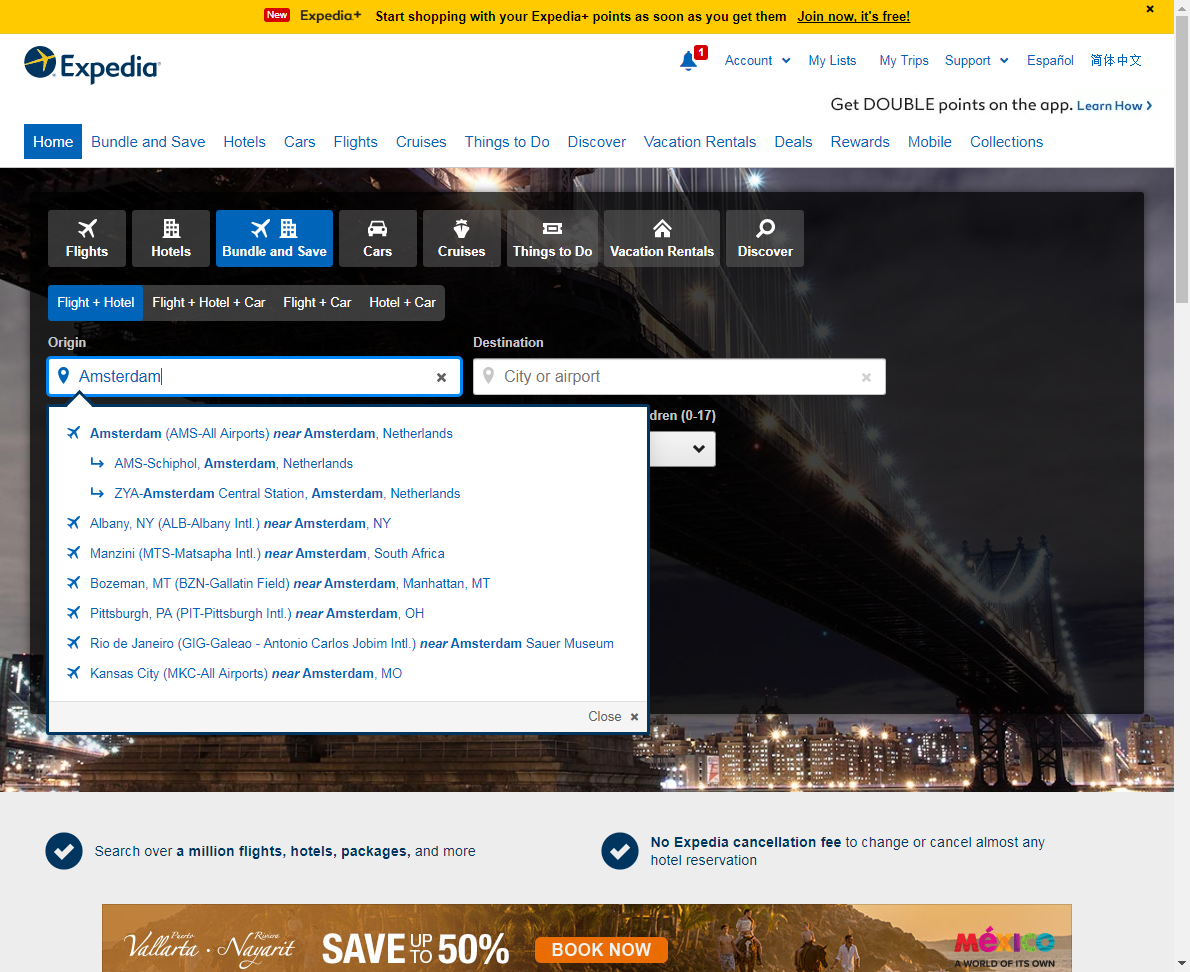 New Expedia+ Start shopping with your Expedia+ points as soon as you get them Join now, it's free!
Expedia
1 Account My Lists My Trips Support Español 简体中文
Get DOUBLE points on the app. Learn How
Home Bundle and Save Hotels Cars Flights Cruises Things to Do Discover Vacation Rentals Deals Rewards Mobile Collections
Flights Hotels Bundle and Save Cars Cruises Things to Do Vacation Rentals Discover
Flight + Hotel Flight + Hotel + Car Flight + Car Hotel + Car
Origin Destination
Amsterdam City or airport
dren (0-17)
Amsterdam (AMS-All Airports) near Amsterdam, Netherlands
AMS-Schiphol, Amsterdam, Netherlands
ZYA-Amsterdam Central Station, Amsterdam, Netherlands
Albany, NY (ALB-Albany Intl.) near Amsterdam, NY
Manzini (MTS-Matsapha Intl.) near Amsterdam, South Africa
Bozeman, MT (BZN-Gallatin Field) near Amsterdam, Manhattan, MT
Pittsburgh, PA (PIT-Pittsburgh Intl.) near Amsterdam, OH
Rio de Janeiro (GIG-Galeao - Antonio Carlos Jobim Intl.) near Amsterdam Sauer Museum
Kansas City (MKC-All Airports) near Amsterdam, MO
Close
Search over a million flights, hotels, packages, and more
No Expedia cancellation fee to change or cancel almost any
hotel reservation
Puerto Vallarta · Riviera Nayarit SAVE UP TO 50% BOOK NOW méxico
A WORLD OF ITS OWN